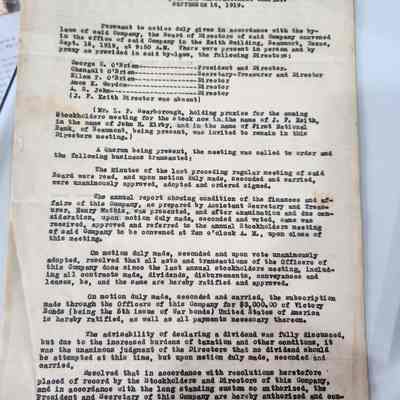 SEPTEMBER 16, 1919.
Pursuant to notice duly given in accordance with the by-
laws of said Company, the Board of Directors of said Company convened
in the office of said Company in the Keith Building, Beaumont, Texas,
Sept. 16, 1919, at 9:50 A.M. There were present in person and by
proxy as provided in said by-laws, the following Directors:
George C. O'Brien---President and Director.
Chenault O'Brien---Secretary-Treasurer and Director
Ellen P. O'Brien---Director
Amos K. Gordon---Director
A. S. John---Director
(J. F. Keith Director was absent)
(Mr. L. P. Scarborough, holding proxies for the coming
Stockholders meeting for the stock now in the name of J. F. Keith,
in the name of John H. Kirby, and in the name of First National
Bank, of Beaumont, being present, was invited to remain in this
Directors meeting.)
A Quorum being present, the meeting was called to order and
the following business transacted:
The Minutes of the last preceding regular meeting of said
Board were read, and upon motion duly made, seconded and carried,
were unanimously approved, adopted and ordered signed.
The annual report showing condition of the finances and af-
fairs of this Company, as prepared by Assistant Secretary and Treas-
urer, Henry Mathis, was presented, and after examination and due con-
sideration, upon motion duly made, seconded and voted, same was
received, approved and referred to the annual Stockholders meeting
of said Company to be convened at Ten o'clock A. M., upon close of
this meeting.
On motion duly made, seconded and upon vote unanimously
adopted, resolved that all acts and transactions of the Officers of
this Company done since the last annual stockholders meeting, includ-
ing all contracts made, dividends, disbursements, conveyances and
leases, be, and the same are hereby ratified and approved.
On motion duly made, seconded and carried, the subscription
made through the Officers of this Company for $3,000.00 of Victory
Bonds (being the 5th issue of War bonds) United States of America
is hereby ratified, as well as all payments necessary thereon.
The advisability of declaring a dividend was fully discussed,
but due to the increased burdens of taxation and other conditions, it
was the unanimous judgment of the Directors that no dividend should
be attempted at this time, but upon motion duly made, seconded and
carried,
Resolved that in accordance with resolutions heretofore
placed of record by the Stockholders and Directors of this Company,
and in accordance with the long standing custom so authorised, the
President and Secretary of this Company are hereby authorized and con-